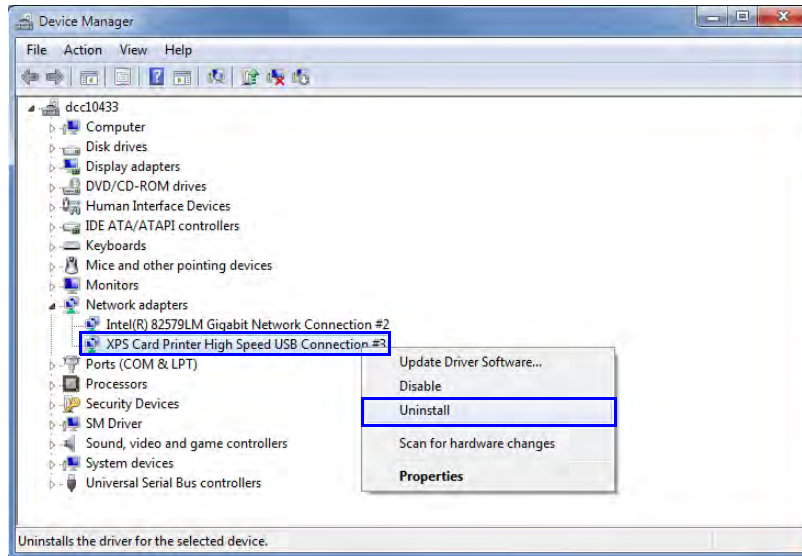 Device Manager
File Action View Help
dcc10433
Computer
Disk drives
Display adapters
DVD/CD-ROM drives
Human Interface Devices
IDE ATA/ATAPI controllers
Keyboards
Mice and other pointing devices
Monitors
Network adapters
Intel(R) 82579LM Gigabit Network Connection #2
XPS Card Printer High Speed USB Connection #3
Ports (COM & LPT)
Processors
Security Devices
SM Driver
Sound, video and game controllers
System devices
Universal Serial Bus controllers
Update Driver Software...
Disable
Uninstall
Scan for hardware changes
Properties
Uninstalls the driver for the selected device.